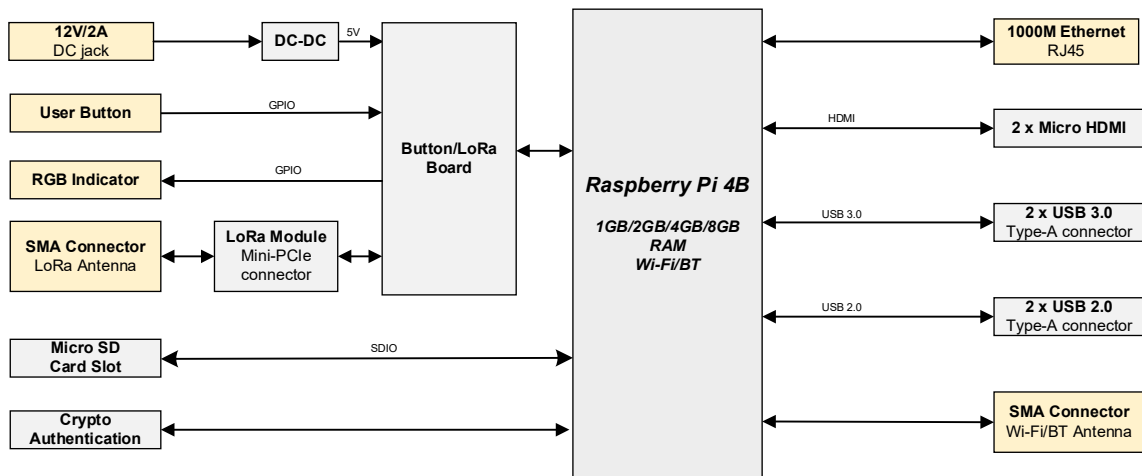 12V/2A
DC jack
DC-DC
5V
User Button
GPIO
RGB Indicator
GPIO
SMA Connector
LoRa Antenna
LoRa Module
Mini-PCIe
connector
Button/LoRa
Board
Micro SD
Card Slot
SDIO
Crypto
Authentication
Raspberry Pi 4B
1GB/2GB/4GB/8GB
RAM
Wi-Fi/BT
1000M Ethernet
RJ45
HDMI
2 x Micro HDMI
USB 3.0
2 x USB 3.0
Type-A connector
USB 2.0
2 x USB 2.0
Type-A connector
SMA Connector
Wi-Fi/BT Antenna